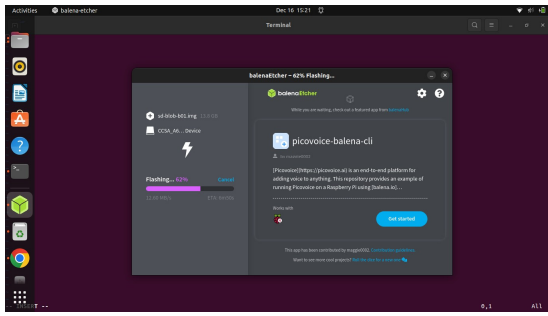 Activities
balena-etcher
Dec 16 15:21
Terminal
balenaEtcher – 62% Flashing...
balenaEtcher
sd-blob-b01.img
While you are waiting, check out a featured app from
CCSA_A6... Device
picovoice-balena-cli
Flashing... 62%
Cancel
[Picovoice](https://picovoice.ai) is an end-to-end platform for
adding voice to anything. This repository provides an example of
running Picovoice on a Raspberry Pi using [balena.io]...
Works with
Get started
This app has been contributed by maggie0002.
Want to see more cool projects?
-- INSERT --
0,1
All